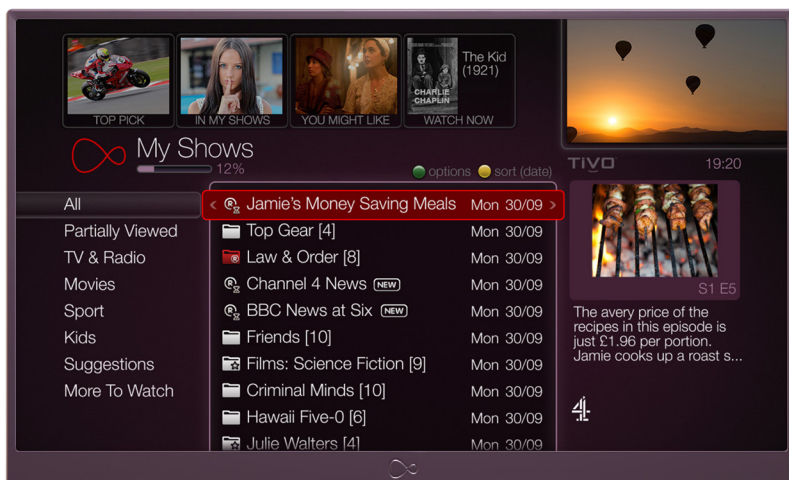 The Kid
(1921)
CHARLIE
CHAPLIN
TOP PICK
IN MY SHOWS
YOU MIGHT LIKE
WATCH NOW
My Shows
12%
options
sort (date)
TiVo
19:20
All
Partially Viewed
TV & Radio
Movies
Sport
Kids
Suggestions
More To Watch
< R Jamie's Money Saving Meals Mon 30/09 >
Top Gear [4] Mon 30/09
Law & Order [8] Mon 30/09
R Channel 4 News NEW Mon 30/09
R BBC News at Six NEW Mon 30/09
Friends [10] Mon 30/09
Films: Science Fiction [9] Mon 30/09
Criminal Minds [10] Mon 30/09
Hawaii Five-0 [6] Mon 30/09
Julie Walters [4] Mon 30/09
S1 E5
The avery price of the
recipes in this episode is
just £1.96 per portion.
Jamie cooks up a roast s...
4